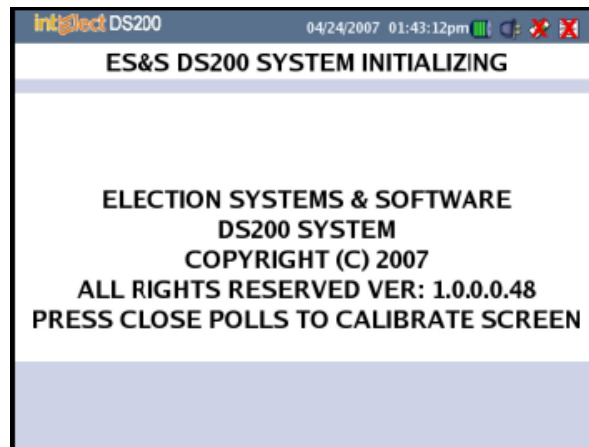 intElect DS200 04/24/2007 01:43:12pm
ES&S DS200 SYSTEM INITIALIZING
ELECTION SYSTEMS & SOFTWARE
DS200 SYSTEM
COPYRIGHT (C) 2007
ALL RIGHTS RESERVED VER: 1.0.0.0.48
PRESS CLOSE POLLS TO CALIBRATE SCREEN